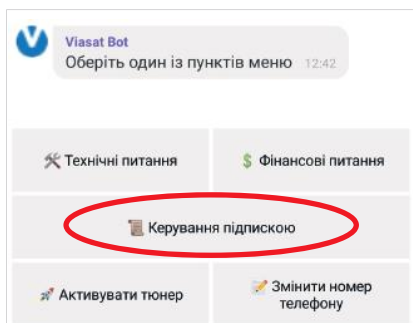 Viasat Bot
Оберіть один із пунктів меню 12:42
🛠 Технічні питання
💲 Фінансові питання
📜 Керування підпискою
🚀 Активувати тюнер
📝 Змінити номер
телефону